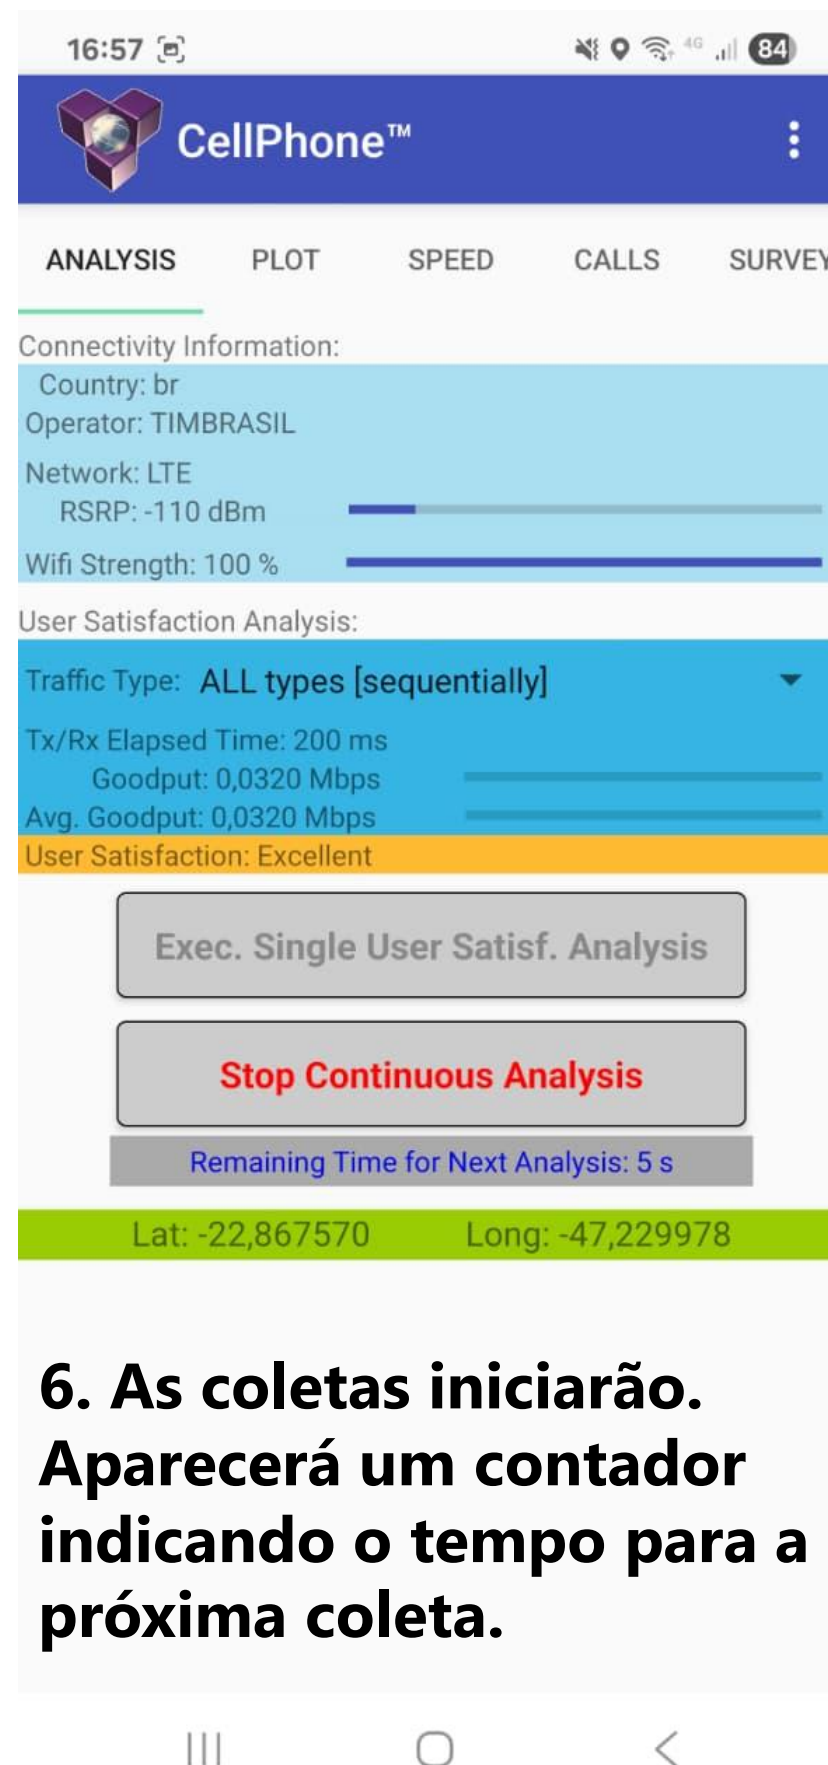 16:57
4G
84
CellPhone™
ANALYSIS PLOT SPEED CALLS SURVEY
Connectivity Information:
Country: br
Operator: TIMBRASIL
Network: LTE
RSRP: -110 dBm
Wifi Strength: 100 %
User Satisfaction Analysis:
Traffic Type: ALL types [sequentially]
Tx/Rx Elapsed Time: 200 ms
Goodput: 0,0320 Mbps
Avg. Goodput: 0,0320 Mbps
User Satisfaction: Excellent
Exec. Single User Satisf. Analysis
Stop Continuous Analysis
Remaining Time for Next Analysis: 5 s
Lat: -22,867570 Long: -47,229978
6. As coletas iniciarão.
Aparecerá um contador
indicando o tempo para a
próxima coleta.